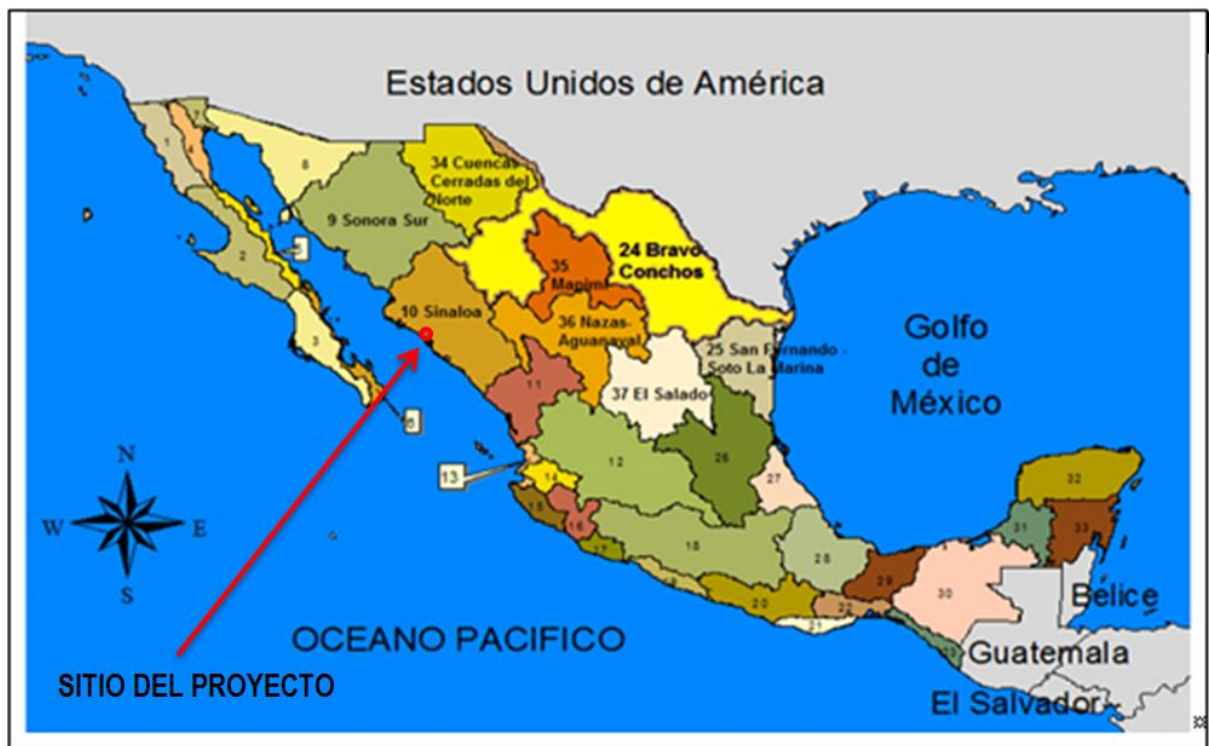 Estados Unidos de América
7
1
4
8
34 Cuencas
Cerradas del
Norte
9 Sonora Sur
2
5
24 Bravo
Conchos
35
Mapimi
10 Sinaloa
36 Nazas-
Aguanaval
3
25 San Fernando -
Soto La Marina
Golfo
de
México
11
37 El Salado
6
N
W
E
S
13
12
14
26
27
32
15
16
31
33
17
18
28
29
30
20
22
21
Belice
OCEANO PACIFICO
Guatemala
SITIO DEL PROYECTO
El Salvador